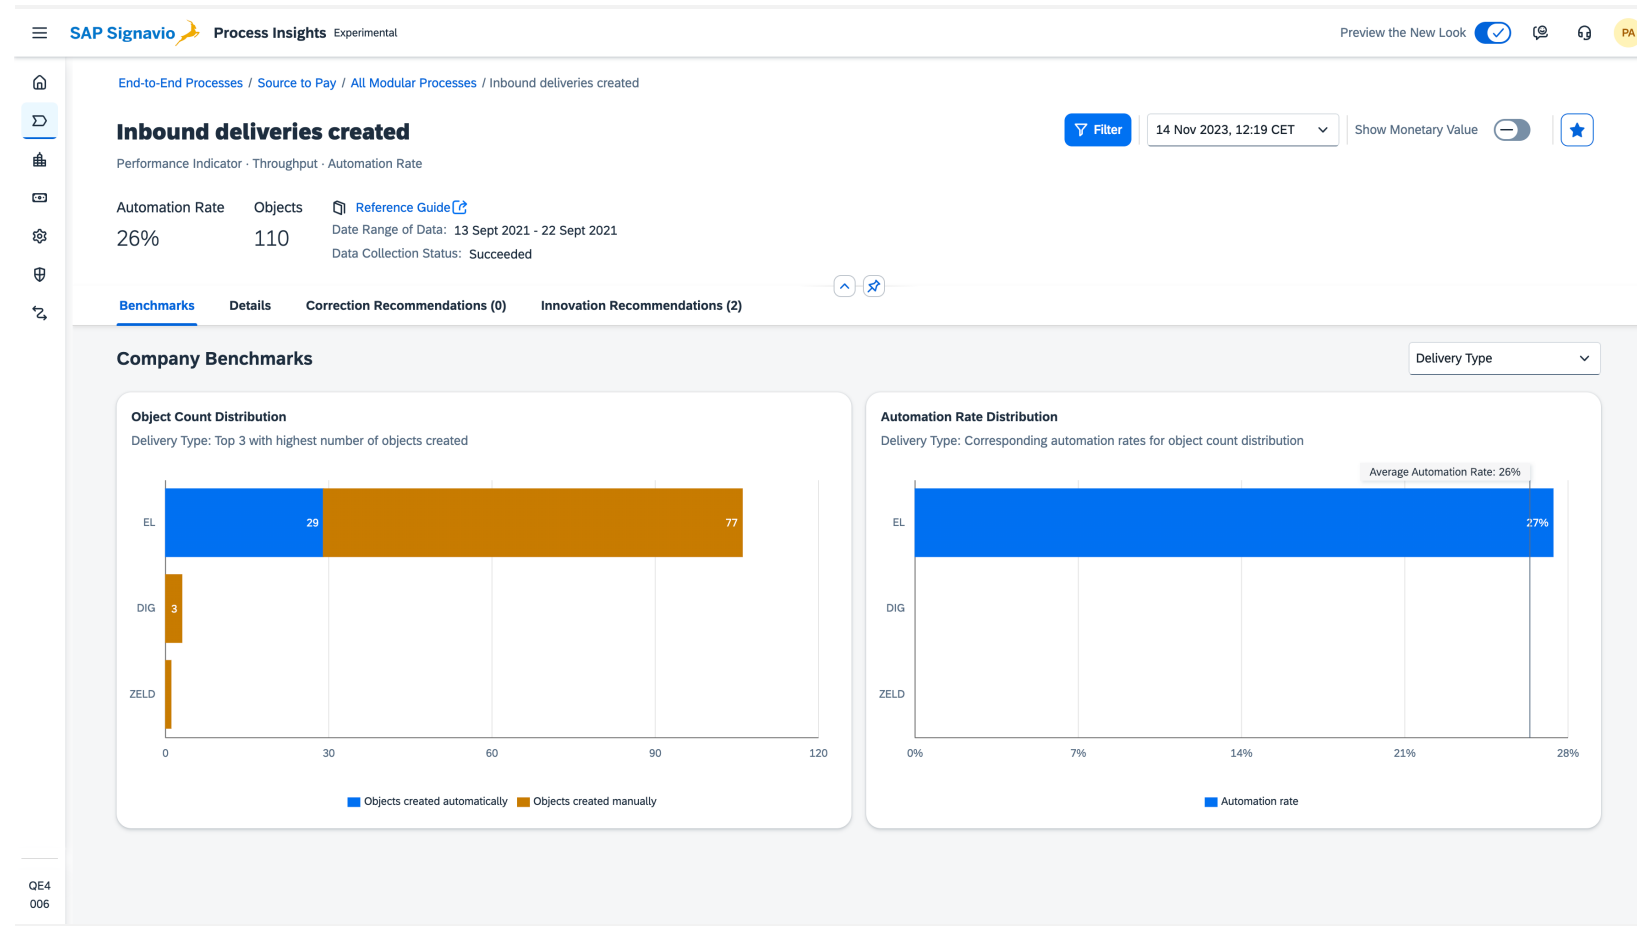 SAP Signavio Process Insights Experimental
Preview the New Look
PA
End-to-End Processes / Source to Pay / All Modular Processes / Inbound deliveries created
Inbound deliveries created
Filter
14 Nov 2023, 12:19 CET
Show Monetary Value
Performance Indicator · Throughput · Automation Rate
Automation Rate
26%
Objects
110
Reference Guide
Date Range of Data: 13 Sept 2021 - 22 Sept 2021
Data Collection Status: Succeeded
Benchmarks
Details
Correction Recommendations (0)
Innovation Recommendations (2)
Company Benchmarks
Delivery Type
Object Count Distribution
Delivery Type: Top 3 with highest number of objects created
EL
29
77
DIG
3
ZELD
0
30
60
90
120
Objects created automatically
Objects created manually
Automation Rate Distribution
Delivery Type: Corresponding automation rates for object count distribution
Average Automation Rate: 26%
EL
27%
DIG
ZELD
0%
7%
14%
21%
28%
Automation rate
QE4
006